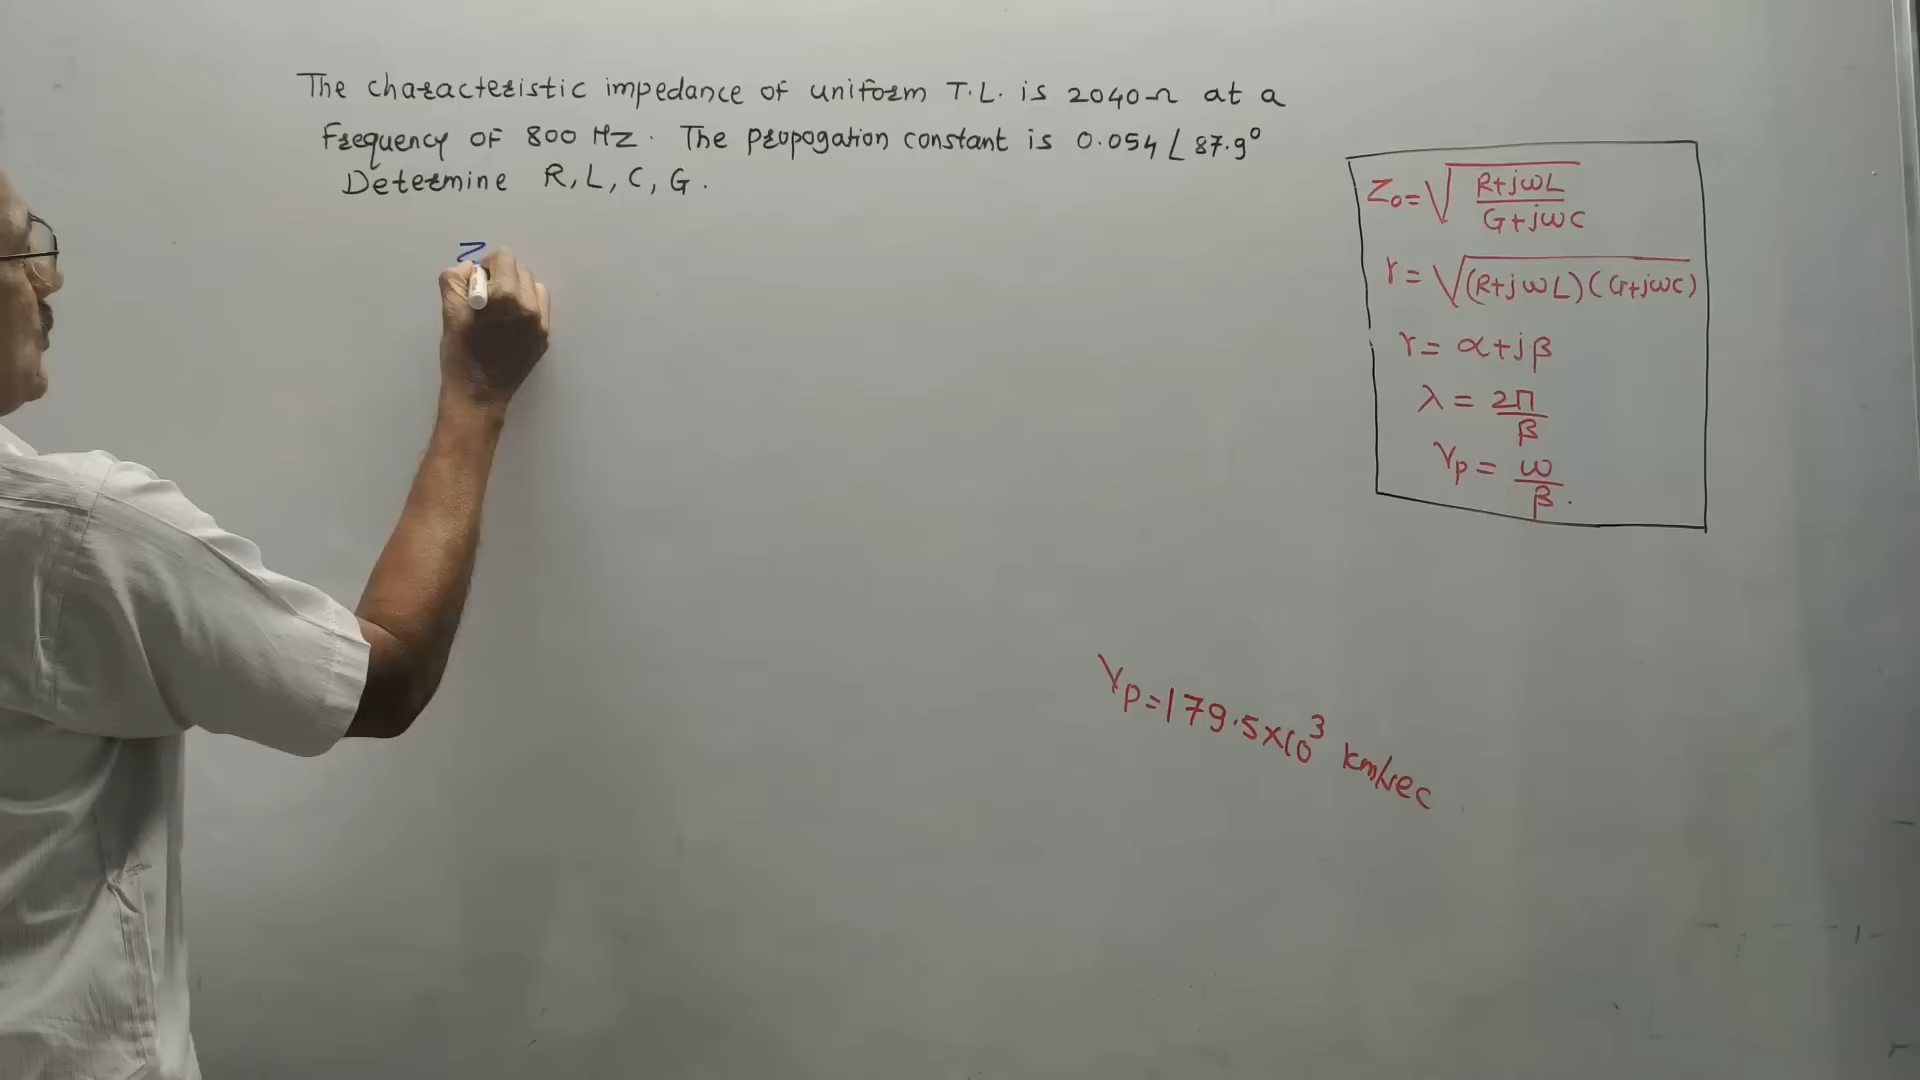 The characteristic impedance of uniform T.L. is 2040Ω at a
Frequency of 800 Hz. The propogation constant is 0.054∠87.9°
Determine R, L, C, G.
Z
Z₀=√((R+jωL)/(G+jωC))
γ=√((R+jωL)(G+jωC))
γ= α+jβ
λ = 2π/β
Vp = ω/β.
Vp=179.5×10³ km/sec